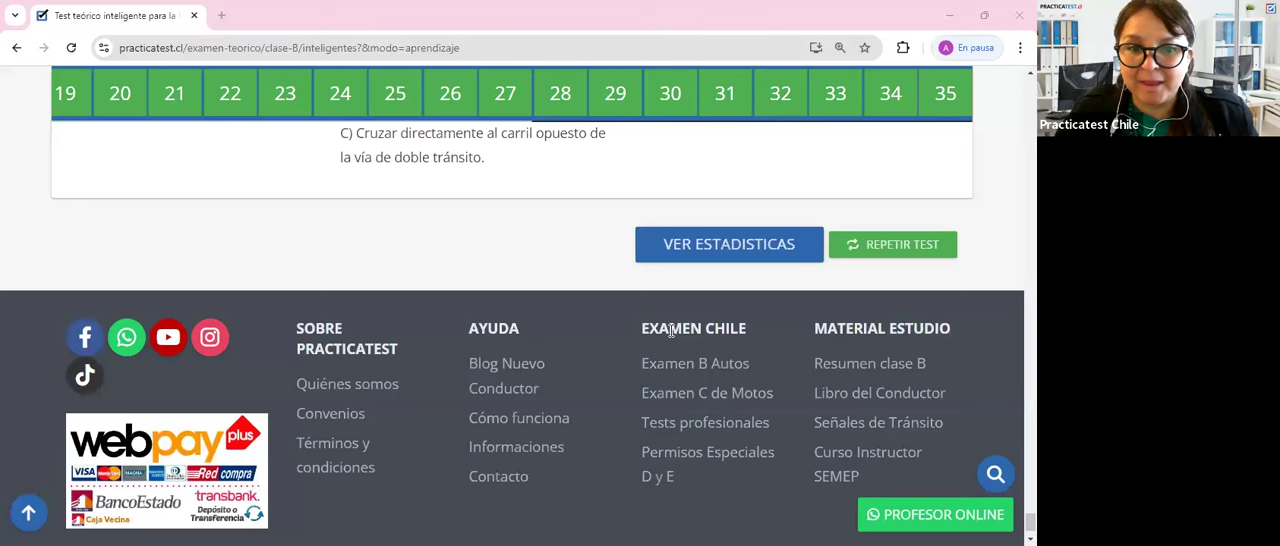 Test teórico inteligente para la
practicatest.cl/examen-teorico/clase-B/inteligentes?&modo=aprendizaje
A En pausa
PRACTICATEST.cl
Practicatest Chile
19 20 21 22 23 24 25 26 27 28 29 30 31 32 33 34 35
C) Cruzar directamente al carril opuesto de
la vía de doble tránsito.
VER ESTADISTICAS
REPETIR TEST
SOBRE
PRACTICATEST
Quiénes somos
Convenios
Términos y
condiciones
AYUDA
Blog Nuevo
Conductor
Cómo funciona
Informaciones
Contacto
EXAMEN CHILE
Examen B Autos
Examen C de Motos
Tests profesionales
Permisos Especiales
D y E
MATERIAL ESTUDIO
Resumen clase B
Libro del Conductor
Señales de Tránsito
Curso Instructor
SEMEP
webpay plus
VISA
Red compra
BancoEstado
Caja Vecina
transbank.
Depósito o
Transferencia
PROFESOR ONLINE